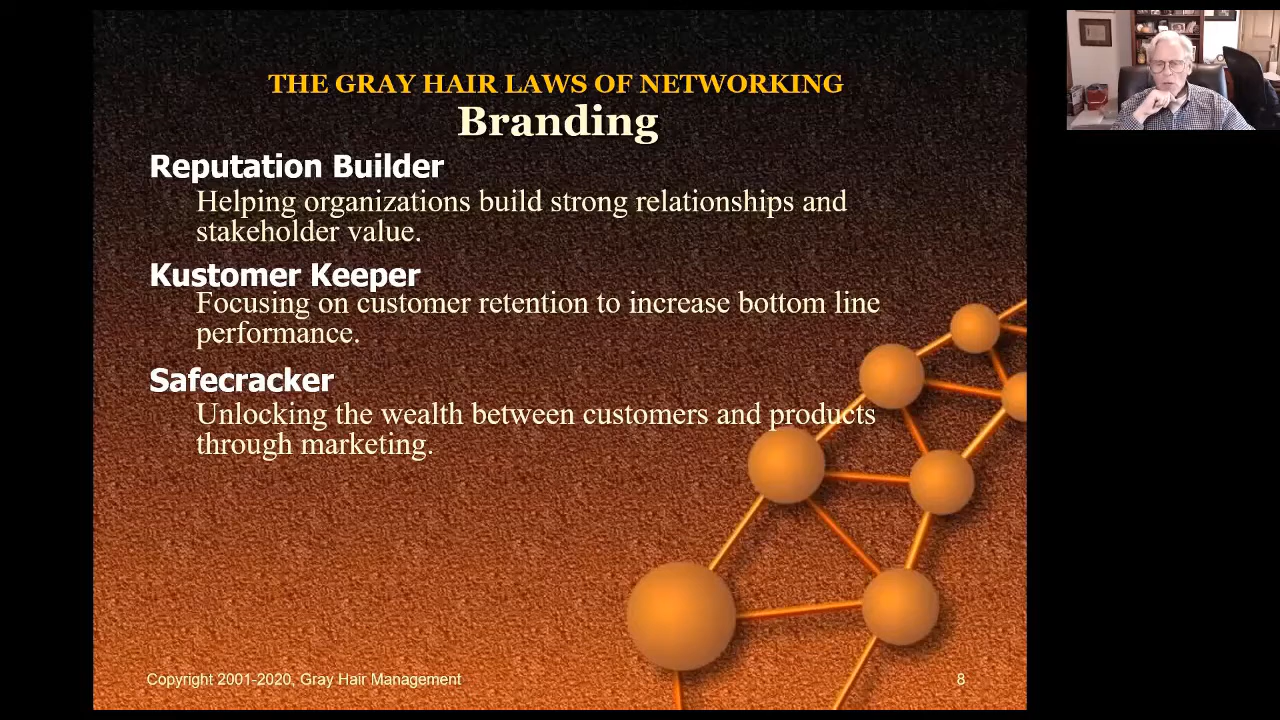 THE GRAY HAIR LAWS OF NETWORKING
Branding
Reputation Builder
Helping organizations build strong relationships and
stakeholder value.
Kustomer Keeper
Focusing on customer retention to increase bottom line
performance.
Safecracker
Unlocking the wealth between customers and products
through marketing.
Copyright 2001-2020, Gray Hair Management
8